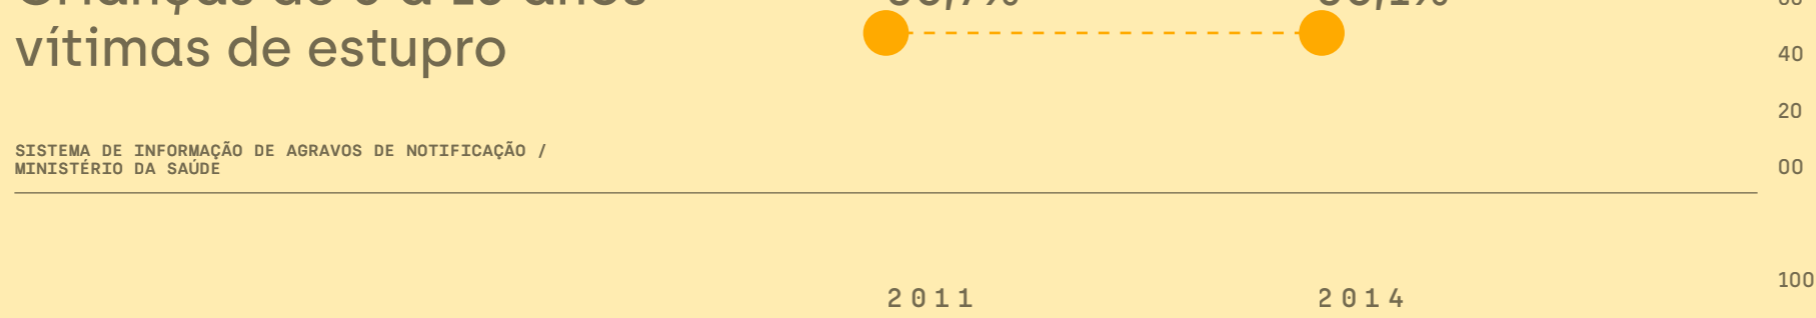 vítimas de estupro
40
20
SISTEMA DE INFORMAÇÃO DE AGRAVOS DE NOTIFICAÇÃO /
MINISTÉRIO DA SAÚDE
00
100
2011 2014